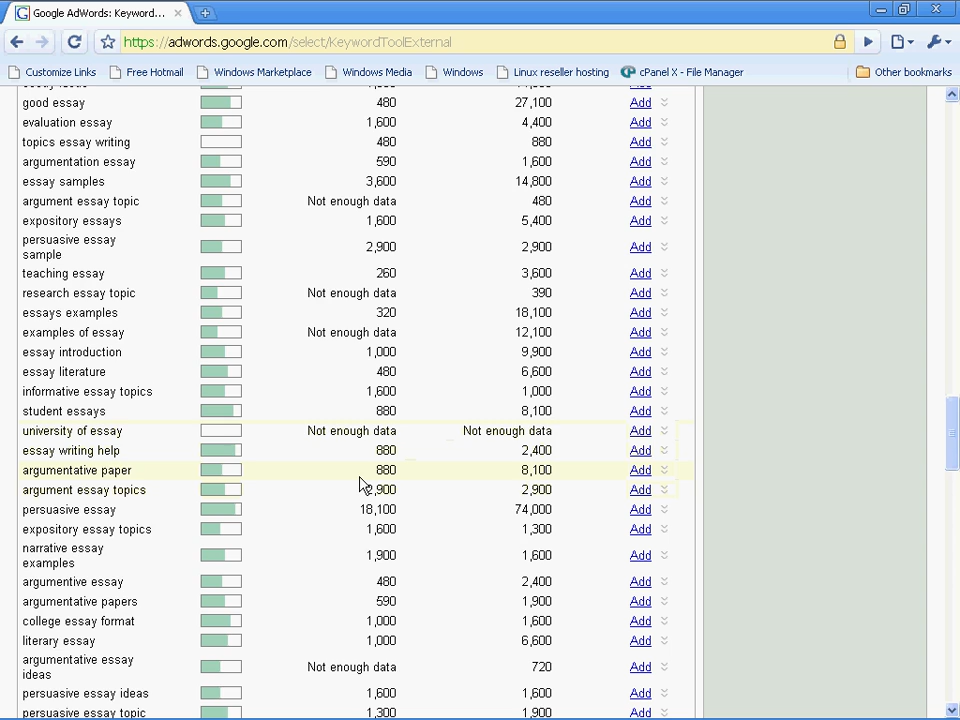 Google AdWords: Keyword...
https://adwords.google.com/select/KeywordToolExternal
Customize Links Free Hotmail Windows Marketplace Windows Media Windows Linux reseller hosting cPanel X - File Manager Other bookmarks
good essay 480 27,100 Add
evaluation essay 1,600 4,400 Add
topics essay writing 480 880 Add
argumentation essay 590 1,600 Add
essay samples 3,600 14,800 Add
argument essay topic Not enough data 480 Add
expository essays 1,600 5,400 Add
persuasive essay
sample 2,900 2,900 Add
teaching essay 260 3,600 Add
research essay topic Not enough data 390 Add
essays examples 320 18,100 Add
examples of essay Not enough data 12,100 Add
essay introduction 1,000 9,900 Add
essay literature 480 6,600 Add
informative essay topics 1,600 1,000 Add
student essays 880 8,100 Add
university of essay Not enough data Not enough data Add
essay writing help 880 2,400 Add
argumentative paper 880 8,100 Add
argument essay topics 2,900 2,900 Add
persuasive essay 18,100 74,000 Add
expository essay topics 1,600 1,300 Add
narrative essay
examples 1,900 1,600 Add
argumentive essay 480 2,400 Add
argumentative papers 590 1,900 Add
college essay format 1,000 1,600 Add
literary essay 1,000 6,600 Add
argumentative essay
ideas Not enough data 720 Add
persuasive essay ideas 1,600 1,600 Add
persuasive essay topic 1,300 1,900 Add